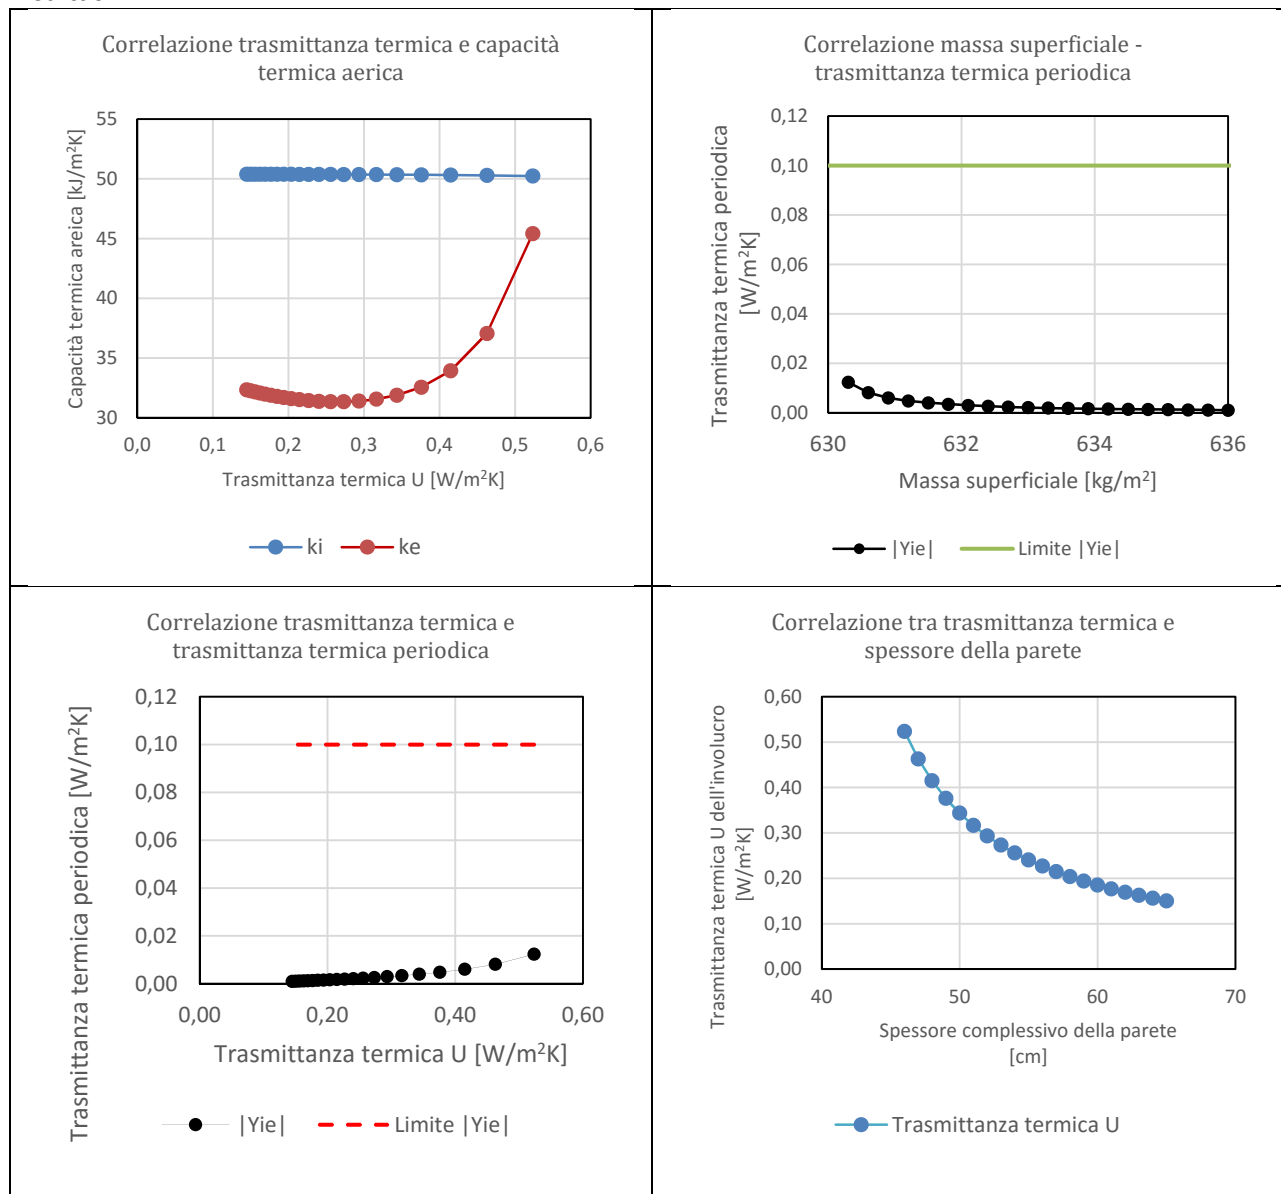 Correlazione trasmittanza termica e capacità
termica aerica
Capacità termica areica [kJ/m²K]
55
50
45
40
35
30
0,0 0,1 0,2 0,3 0,4 0,5 0,6
Trasmittanza termica U [W/m²K]
ki ke
Correlazione massa superficiale -
trasmittanza termica periodica
Trasmittanza termica periodica
[W/m²K]
0,12
0,10
0,08
0,06
0,04
0,02
0,00
630 632 634 636
Massa superficiale [kg/m²]
|Yie| Limite |Yie|
Correlazione trasmittanza termica e
trasmittanza termica periodica
Trasmittanza termica periodica [W/m²K]
0,12
0,10
0,08
0,06
0,04
0,02
0,00
0,00 0,20 0,40 0,60
Trasmittanza termica U [W/m²K]
|Yie| Limite |Yie|
Correlazione tra trasmittanza termica e
spessore della parete
Trasmittanza termica U dell'involucro
[W/m²K]
0,60
0,50
0,40
0,30
0,20
0,10
0,00
40 50 60 70
Spessore complessivo della parete
[cm]
Trasmittanza termica U